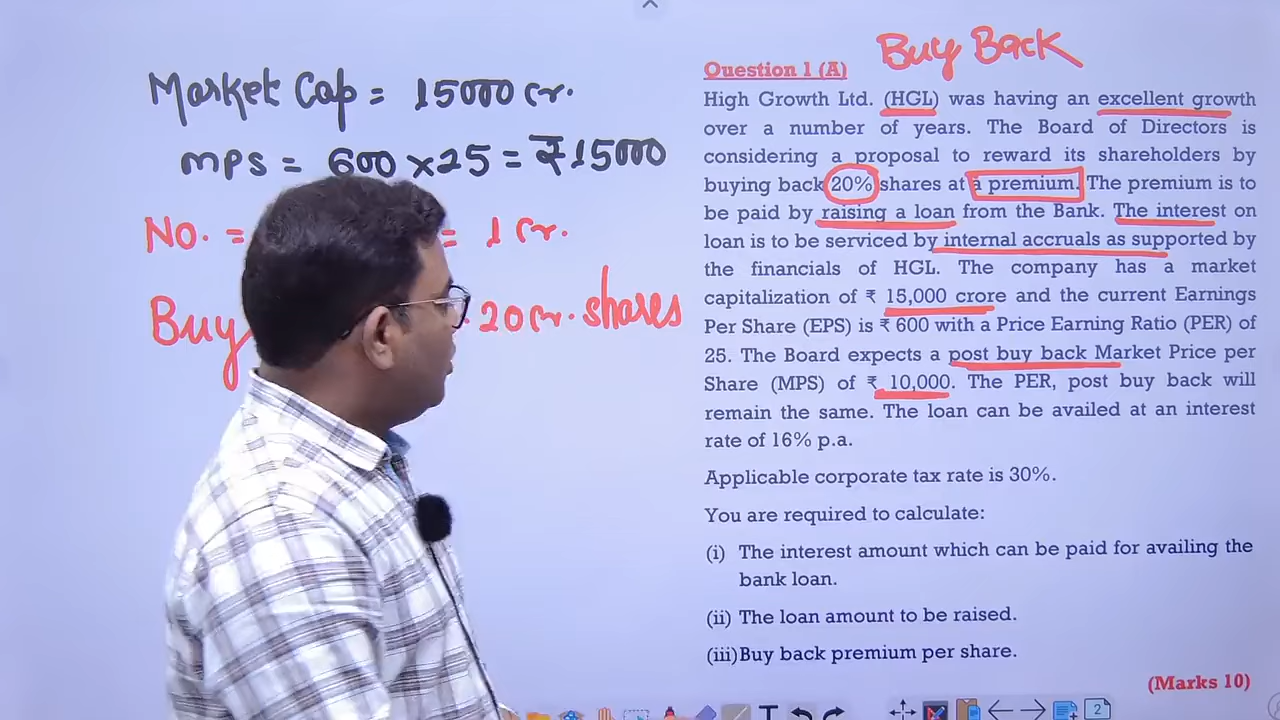 Market Cap = 15000 cr.
MPS = 600 × 25 = ₹15000
No. = = 1 Cr.
Buy .20 cr. shares
Buy Back
Question 1 (A)
High Growth Ltd. (HGL) was having an excellent growth
over a number of years. The Board of Directors is
considering a proposal to reward its shareholders by
buying back 20% shares at a premium. The premium is to
be paid by raising a loan from the Bank. The interest on
loan is to be serviced by internal accruals as supported by
the financials of HGL. The company has a market
capitalization of ₹ 15,000 crore and the current Earnings
Per Share (EPS) is ₹ 600 with a Price Earning Ratio (PER) of
25. The Board expects a post buy back Market Price per
Share (MPS) of ₹ 10,000. The PER, post buy back will
remain the same. The loan can be availed at an interest
rate of 16% p.a.
Applicable corporate tax rate is 30%.
You are required to calculate:
(i) The interest amount which can be paid for availing the
bank loan.
(ii) The loan amount to be raised.
(iii) Buy back premium per share.
(Marks 10)
T
2